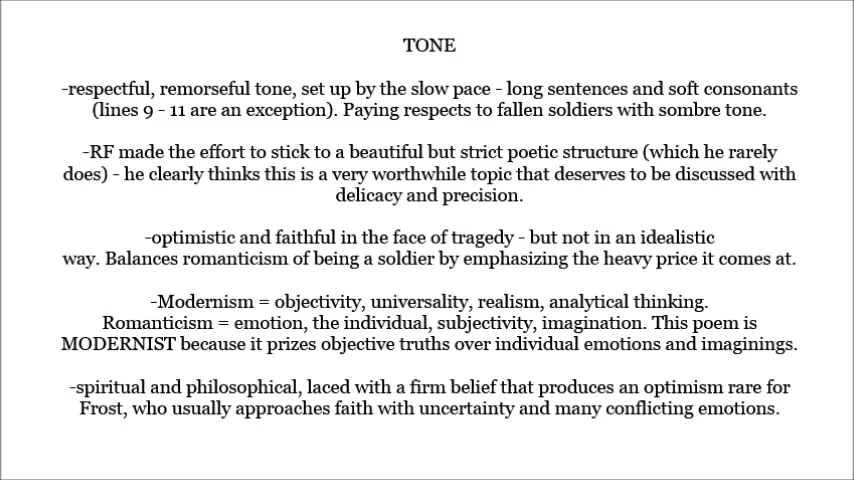 TONE
-respectful, remorseful tone, set up by the slow pace - long sentences and soft consonants
(lines 9 - 11 are an exception). Paying respects to fallen soldiers with sombre tone.
-RF made the effort to stick to a beautiful but strict poetic structure (which he rarely
does) - he clearly thinks this is a very worthwhile topic that deserves to be discussed with
delicacy and precision.
-optimistic and faithful in the face of tragedy - but not in an idealistic
way. Balances romanticism of being a soldier by emphasizing the heavy price it comes at.
-Modernism = objectivity, universality, realism, analytical thinking.
Romanticism = emotion, the individual, subjectivity, imagination. This poem is
MODERNIST because it prizes objective truths over individual emotions and imaginings.
-spiritual and philosophical, laced with a firm belief that produces an optimism rare for
Frost, who usually approaches faith with uncertainty and many conflicting emotions.